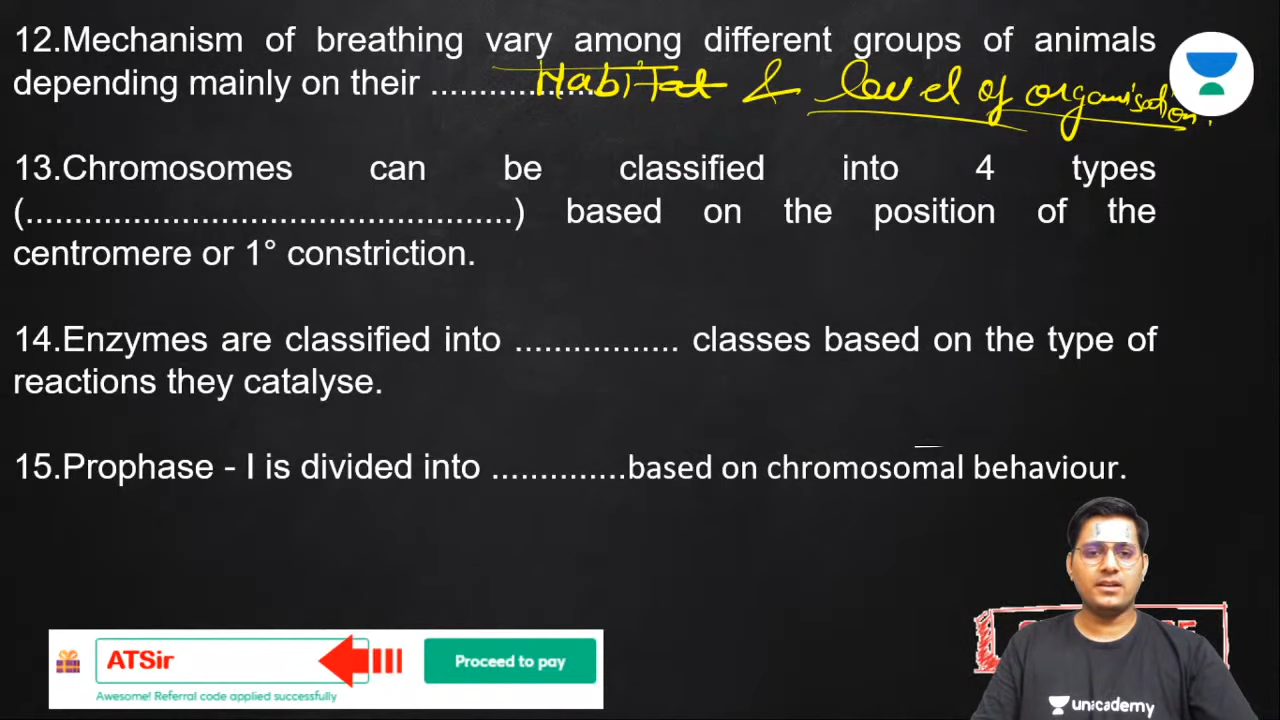 12.Mechanism of breathing vary among different groups of animals
depending mainly on their ................. Habitat & level of organisation.
13.Chromosomes can be classified into 4 types
(..................................................) based on the position of the
centromere or 1° constriction.
14.Enzymes are classified into ................. classes based on the type of
reactions they catalyse.
15.Prophase - I is divided into ..............based on chromosomal behaviour.
ATSir
Proceed to pay
Awesome! Referral code applied successfully
unacademy